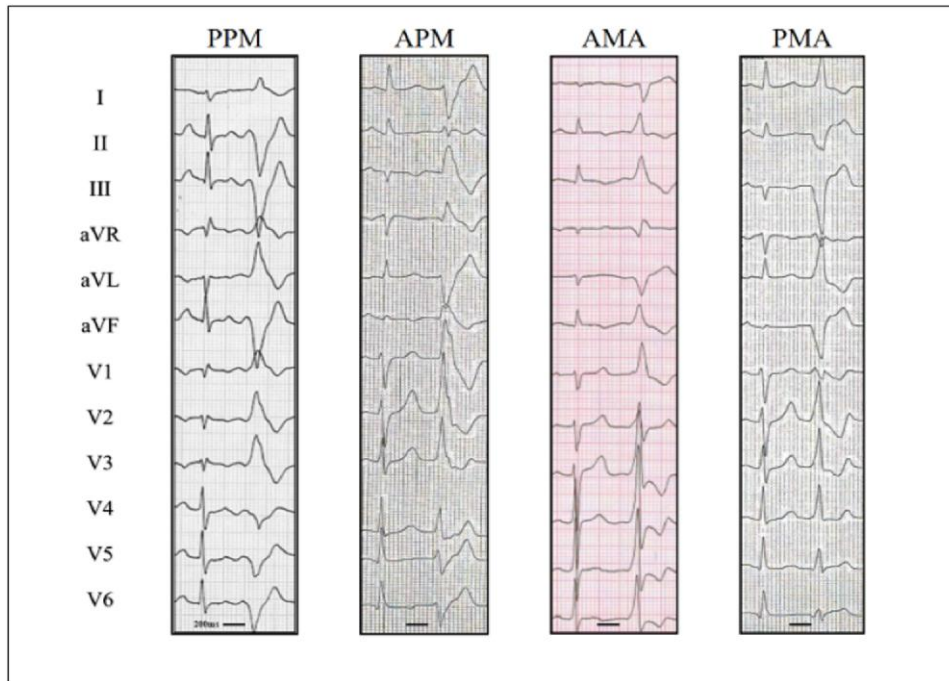 PPM APM AMA PMA
I
II
III
aVR
aVL
aVF
V1
V2
V3
V4
V5
V6
200ms